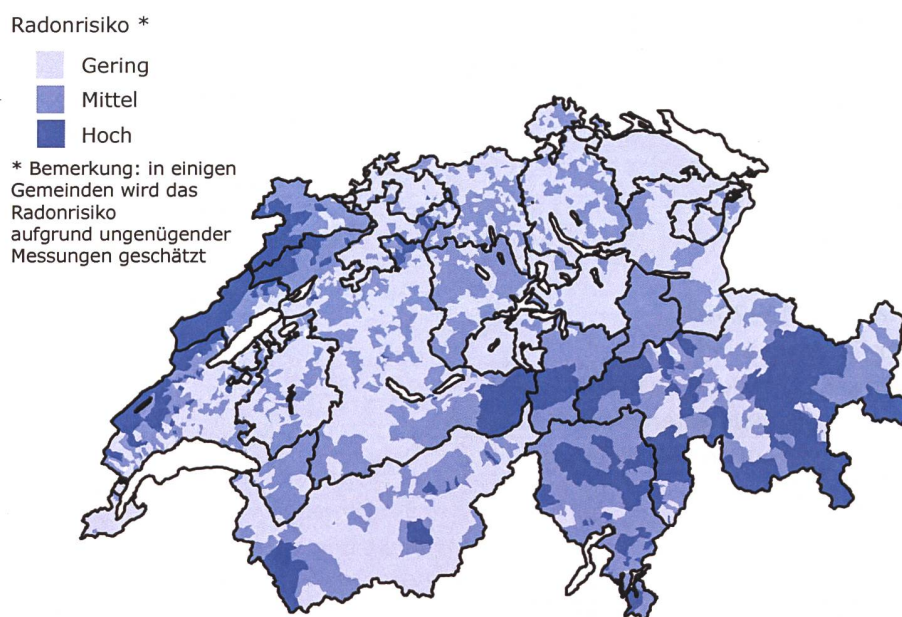 Radonrisiko *
Gering
Mittel
Hoch
* Bemerkung: in einigen
Gemeinden wird das
Radonrisiko
aufgrund ungenügender
Messungen geschätzt